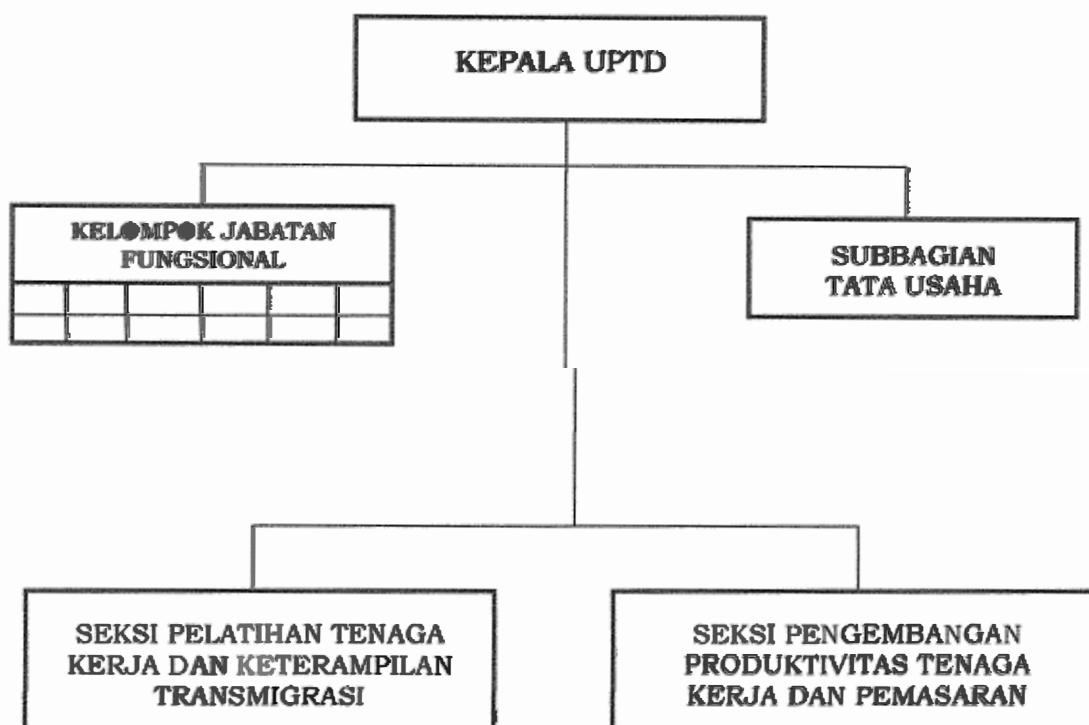 KEPALA UPTD
KELOMPOK JABATAN
FUNGSIONAL
SUBBAGIAN
TATA USAHA
SEKSI PELATIHAN TENAGA
KERJA DAN KETERAMPILAN
TRANSMIGRASI
SEKSI PENGEMBANGAN
PRODUKTIVITAS TENAGA
KERJA DAN PEMASARAN